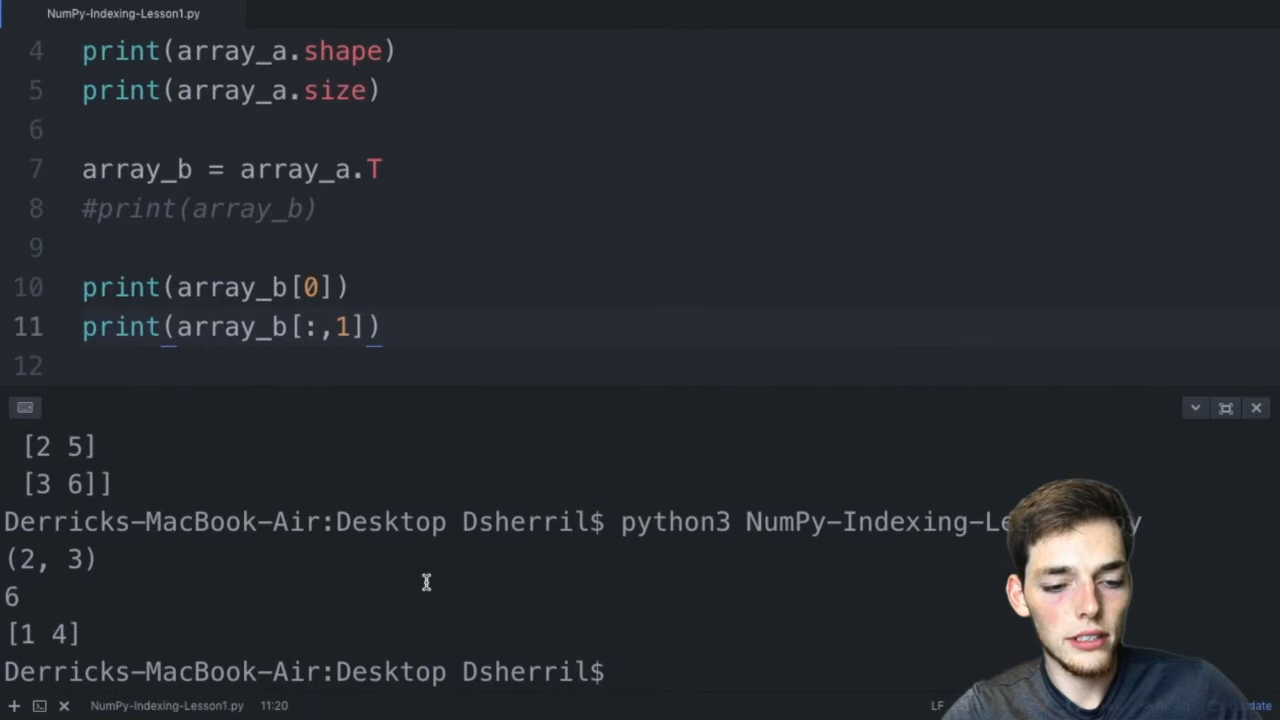 NumPy-Indexing-Lesson1.py
4 print(array_a.shape)
5 print(array_a.size)
6
7 array_b = array_a.T
8 #print(array_b)
9
10 print(array_b[0])
11 print(array_b[:,1])
12
[2 5]
[3 6]]
Derricks-MacBook-Air:Desktop Dsherril$ python3 NumPy-Indexing-Le py
(2, 3)
6
[1 4]
Derricks-MacBook-Air:Desktop Dsherril$
NumPy-Indexing-Lesson1.py 11:20 LF date